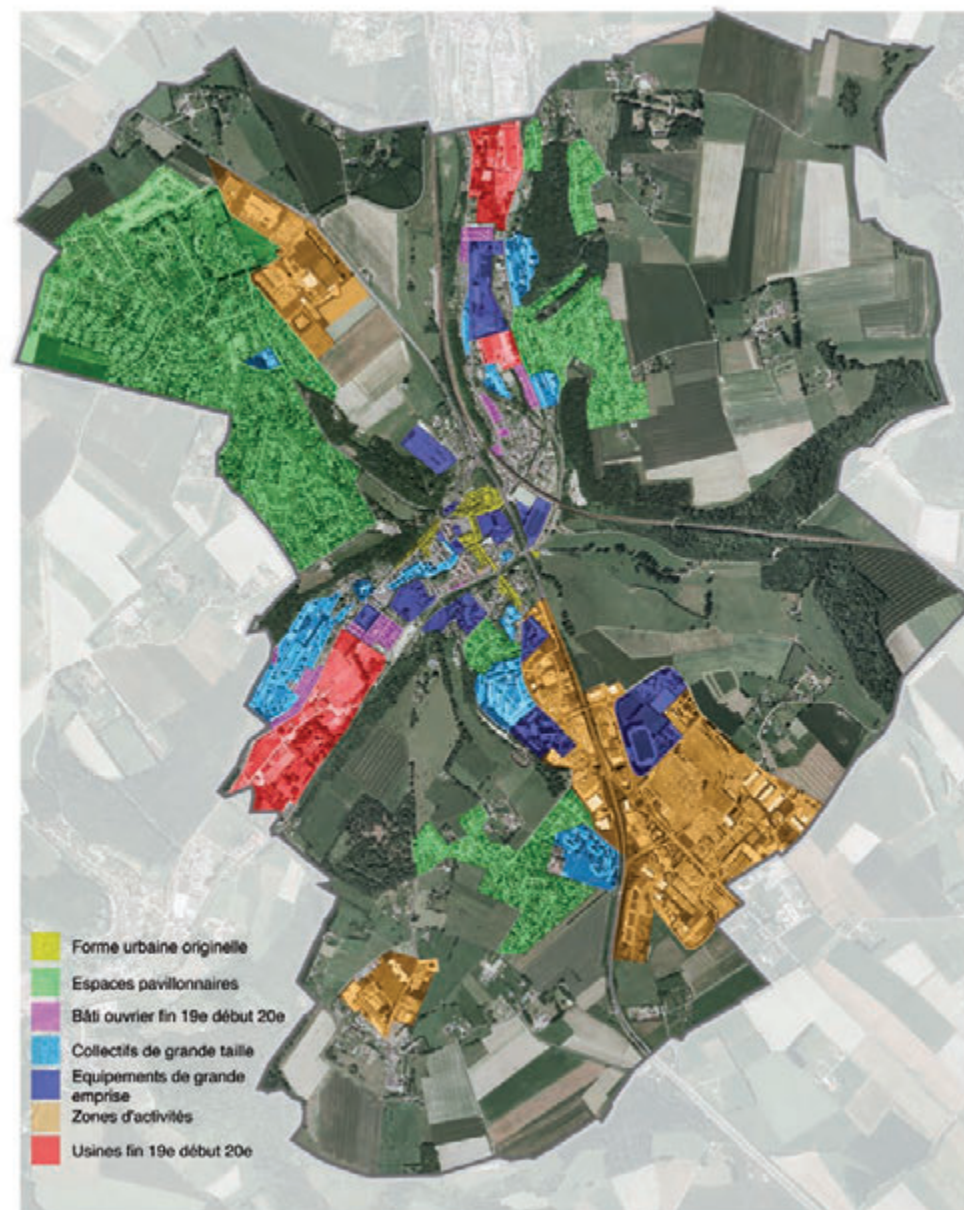 Forme urbaine originelle
Espaces pavillonnaires
Bâti ouvrier fin 19e début 20e
Collectifs de grande taille
Equipements de grande
emprise
Zones d'activités
Usines fin 19e début 20e